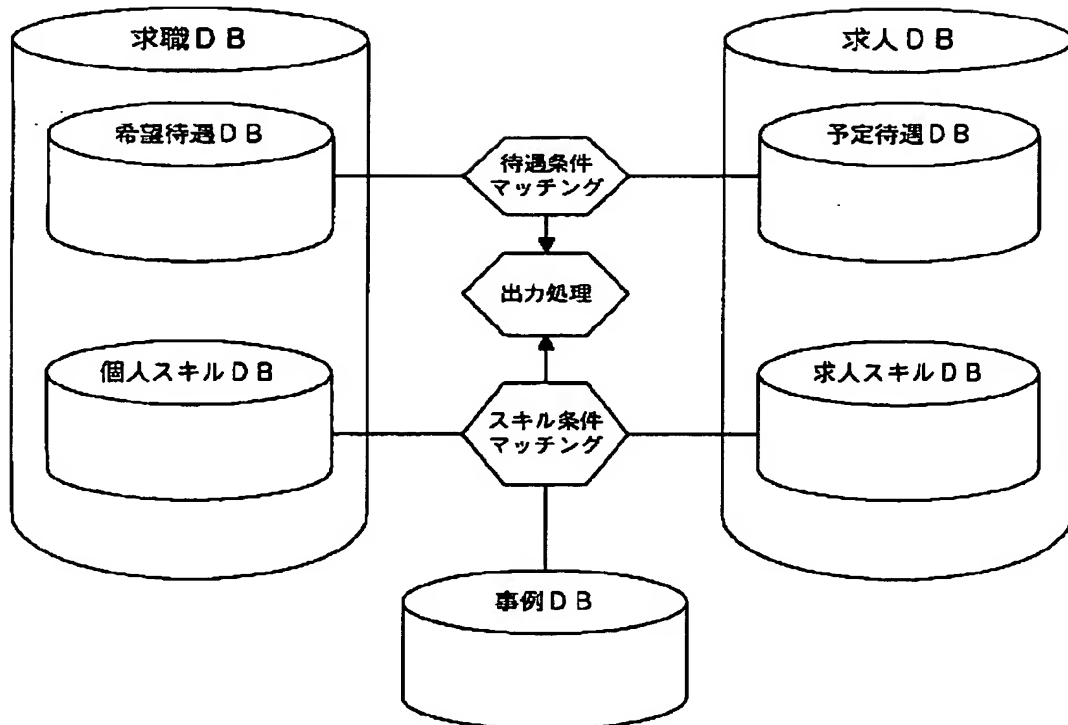 求職ＤＢ
求人ＤＢ
希望待遇ＤＢ
待遇条件
マッチング
予定待遇ＤＢ
出力処理
個人スキルＤＢ
スキル条件
マッチング
求人スキルＤＢ
事例ＤＢ